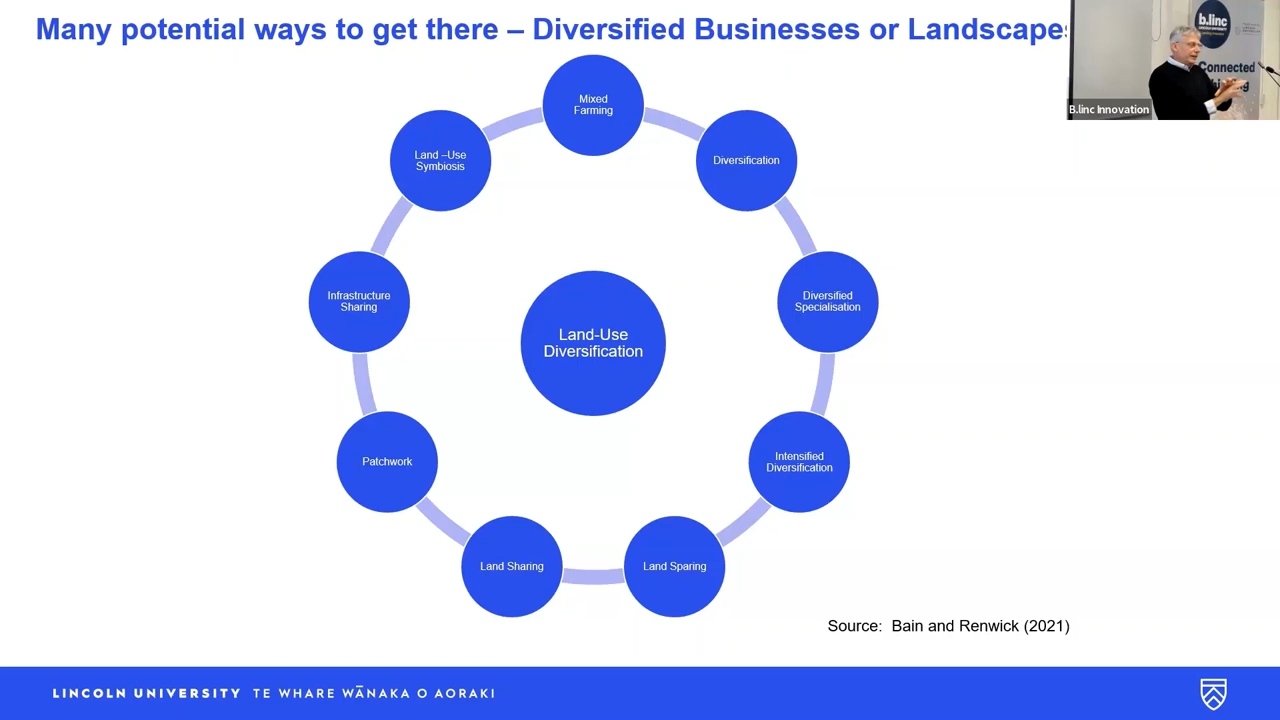 Many potential ways to get there – Diversified Businesses or Landscapes
b.linc
Connected
B.linc Innovation
Mixed
Farming
Diversification
Diversified
Specialisation
Intensified
Diversification
Land Sparing
Land Sharing
Patchwork
Infrastructure
Sharing
Land –Use
Symbiosis
Land-Use
Diversification
Source: Bain and Renwick (2021)
LINCOLN UNIVERSITY TE WHARE WĀNAKA O AORAKI